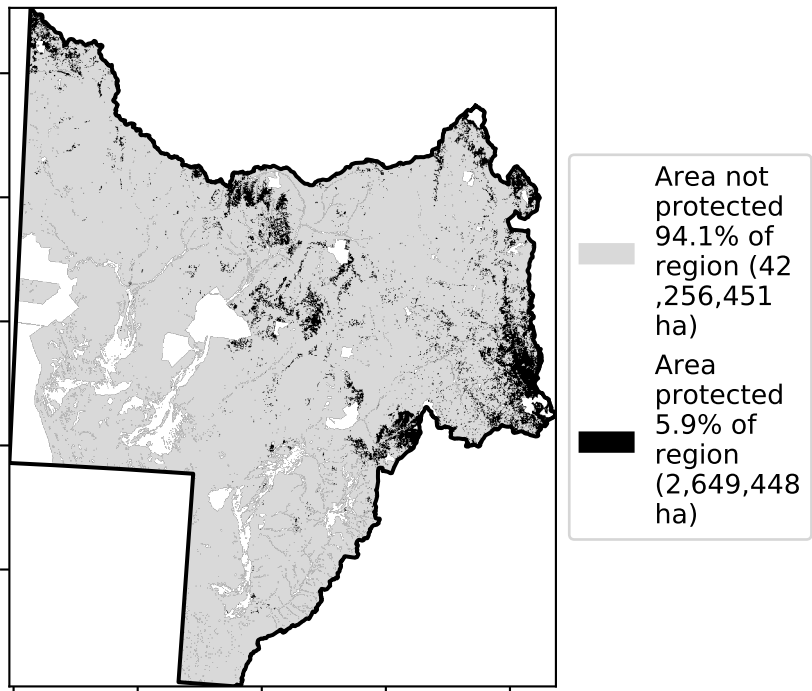 Area not
protected
94.1% of
region (42
,256,451
ha)
Area
protected
5.9% of
region
(2,649,448
ha)